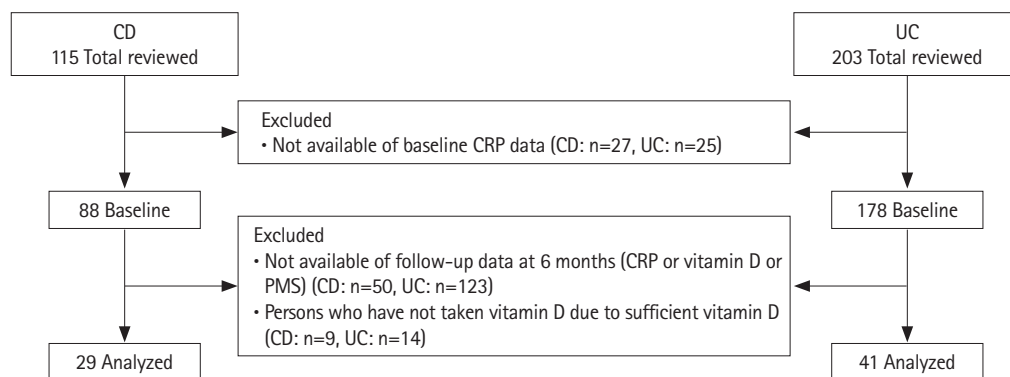 CD
115 Total reviewed
UC
203 Total reviewed
Excluded
• Not available of baseline CRP data (CD: n=27, UC: n=25)
88 Baseline
178 Baseline
Excluded
• Not available of follow-up data at 6 months (CRP or vitamin D or
PMS) (CD: n=50, UC: n=123)
• Persons who have not taken vitamin D due to sufficient vitamin D
(CD: n=9, UC: n=14)
29 Analyzed
41 Analyzed